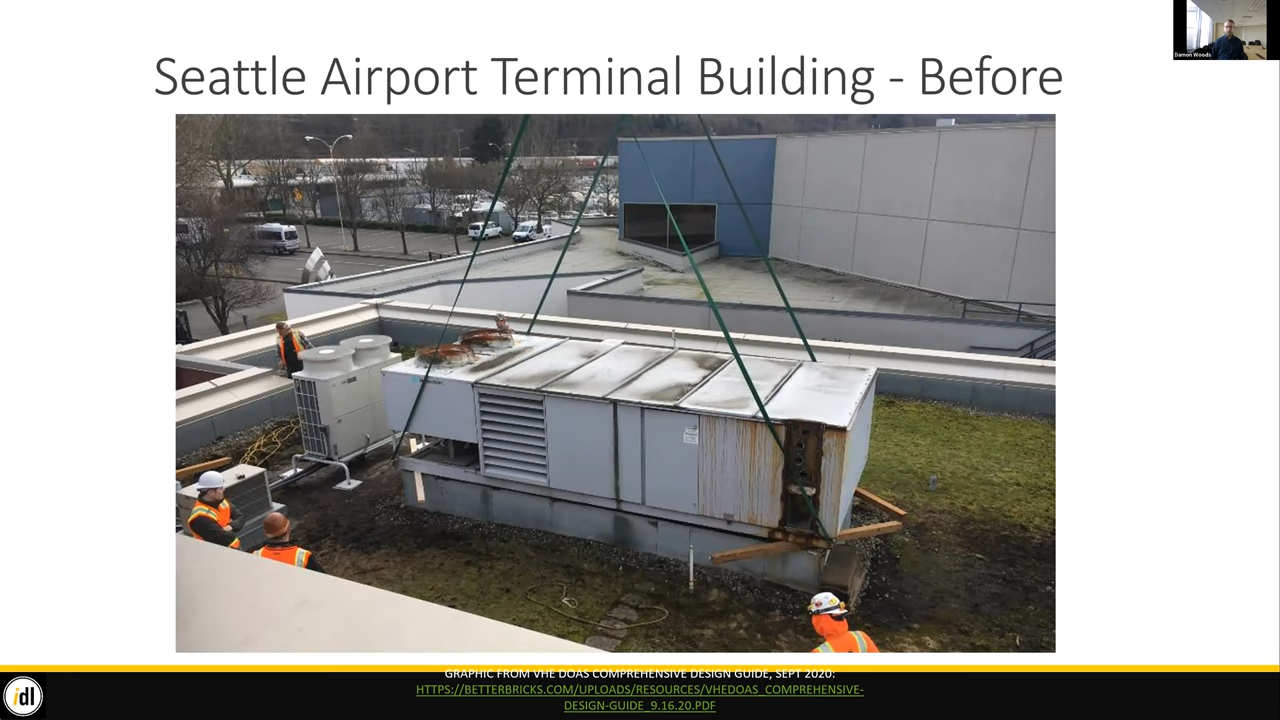 Damon Woods
Seattle Airport Terminal Building - Before
GRAPHIC FROM VHE DOAS COMPREHENSIVE DESIGN GUIDE, SEPT 2020:
HTTPS://BETTERBRICKS.COM/UPLOADS/RESOURCES/VHEDOAS_COMPREHENSIVE-
DESIGN-GUIDE_9.16.20.PDF
idl